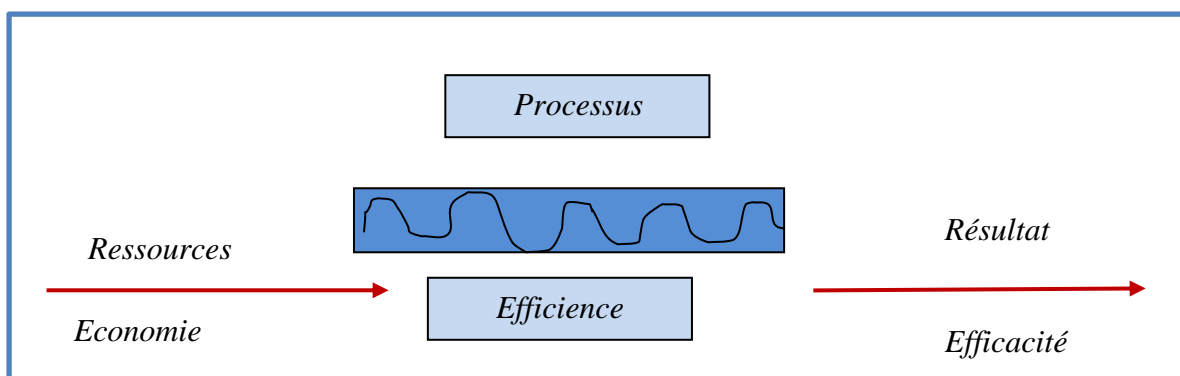 Processus
Ressources
Résultat
Efficience
Economie
Efficacité